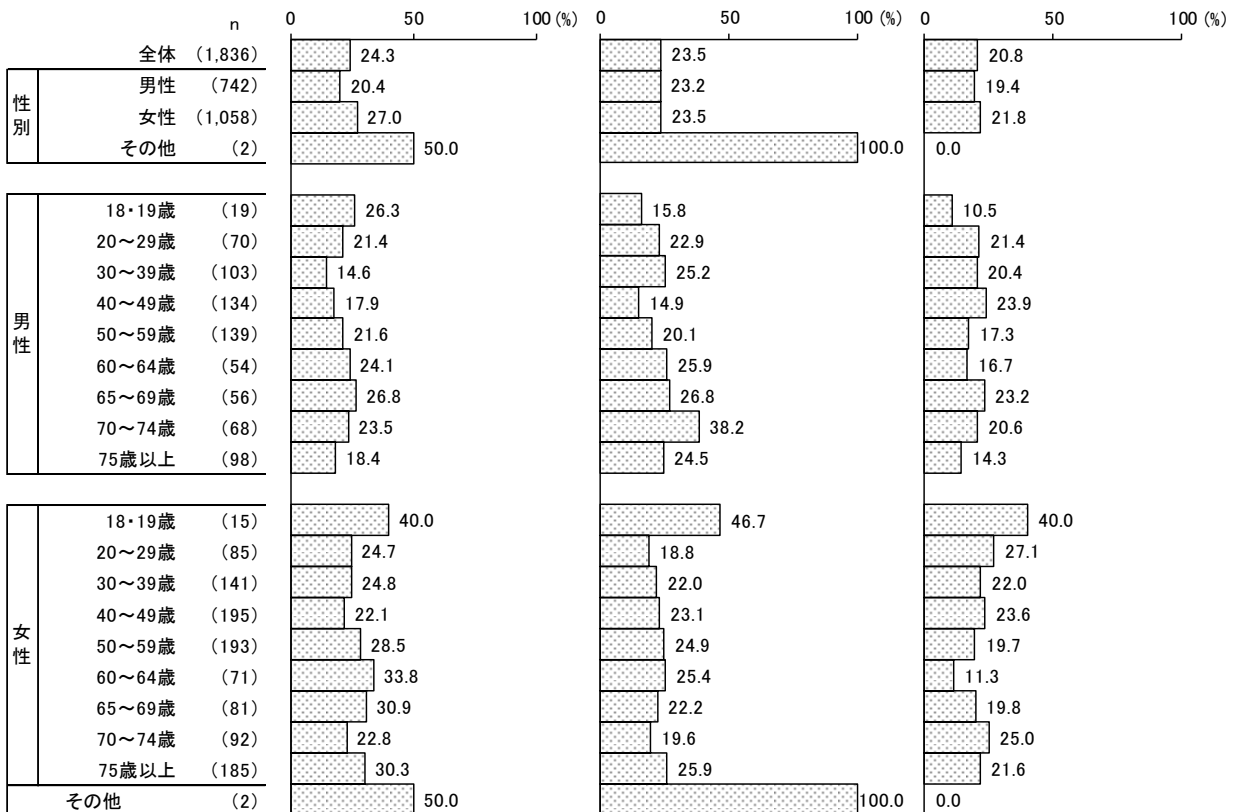 n 0 50 100 (%) 0 50 100 (%) 0 50 100 (%)
全体 (1,836) 24.3 23.5 20.8
性別
男性 (742) 20.4 23.2 19.4
女性 (1,058) 27.0 23.5 21.8
その他 (2) 50.0 100.0 0.0
男性
18・19歳 (19) 26.3 15.8 10.5
20～29歳 (70) 21.4 22.9 21.4
30～39歳 (103) 14.6 25.2 20.4
40～49歳 (134) 17.9 14.9 23.9
50～59歳 (139) 21.6 20.1 17.3
60～64歳 (54) 24.1 25.9 16.7
65～69歳 (56) 26.8 26.8 23.2
70～74歳 (68) 23.5 38.2 20.6
75歳以上 (98) 18.4 24.5 14.3
女性
18・19歳 (15) 40.0 46.7 40.0
20～29歳 (85) 24.7 18.8 27.1
30～39歳 (141) 24.8 22.0 22.0
40～49歳 (195) 22.1 23.1 23.6
50～59歳 (193) 28.5 24.9 19.7
60～64歳 (71) 33.8 25.4 11.3
65～69歳 (81) 30.9 22.2 19.8
70～74歳 (92) 22.8 19.6 25.0
75歳以上 (185) 30.3 25.9 21.6
その他 (2) 50.0 100.0 0.0